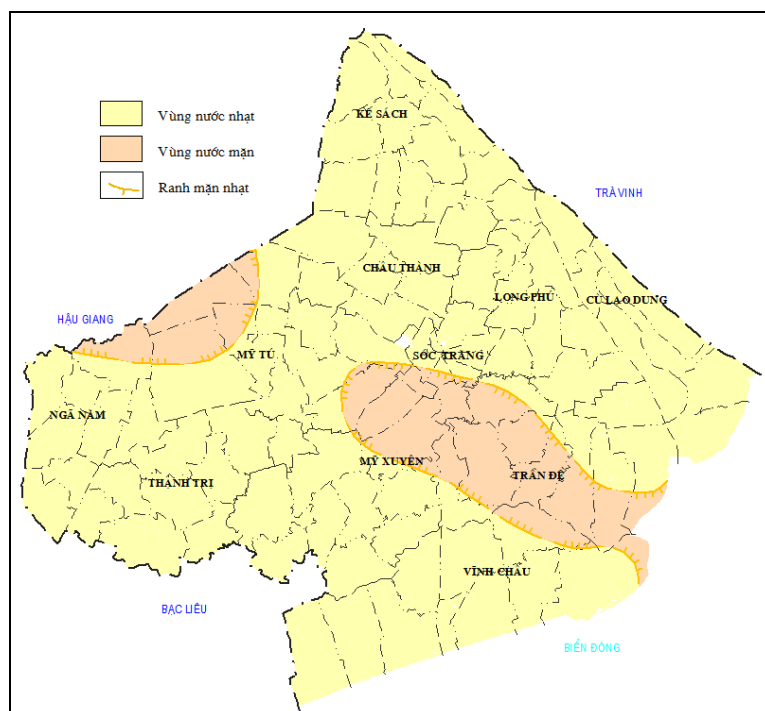 KẾ SÁCH
Vùng nước nhạt
Vùng nước mặn
Ranh mặn nhạt
TRÀ VINH
CHÂU THÀNH
LONG PHÚ
CÙ LAO DUNG
HẬU GIANG
MỸ TÚ
SÓC TRĂNG
NGÃ NĂM
MỸ XUYÊN
THẠNH TRỊ
TRẦN ĐỀ
VĨNH CHÂU
BẠC LIÊU
BIỂN ĐÔNG